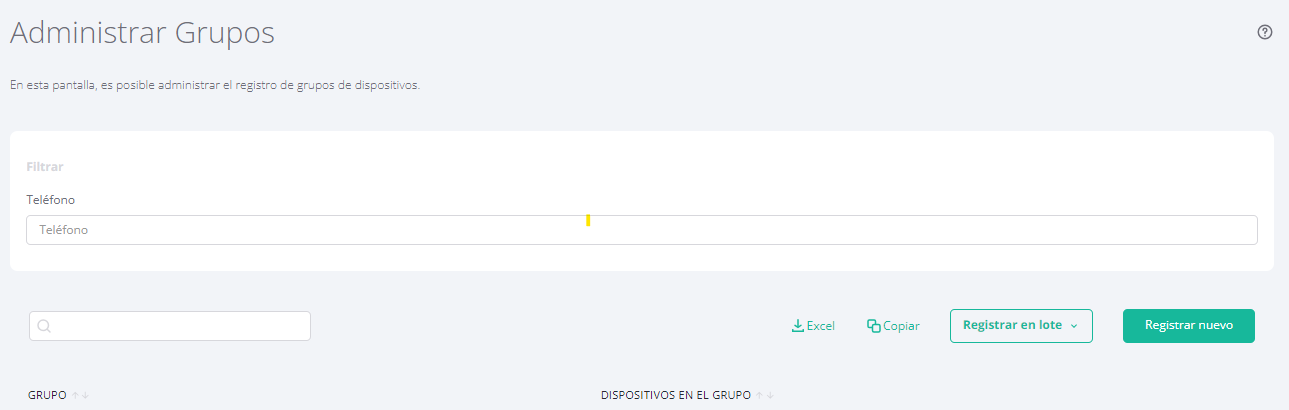 Administrar Grupos
En esta pantalla, es posible administrar el registro de grupos de dispositivos.
Filtrar
Teléfono
Teléfono
Excel Copiar Registrar en lote Registrar nuevo
GRUPO DISPOSITIVOS EN EL GRUPO